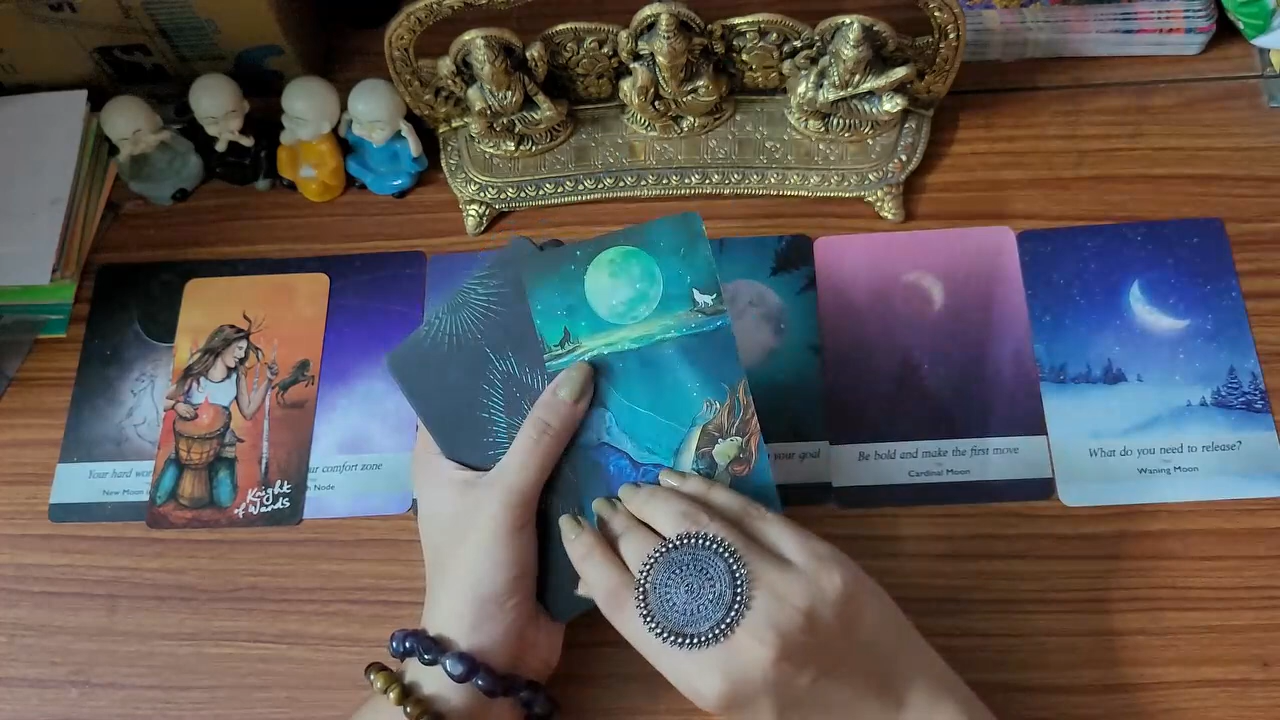 Your hard wor
New Moon i
Knight
of Wands
ur comfort zone
h Node
your goal
Be bold and make the first move
Cardinal Moon
What do you need to release?
Waning Moon